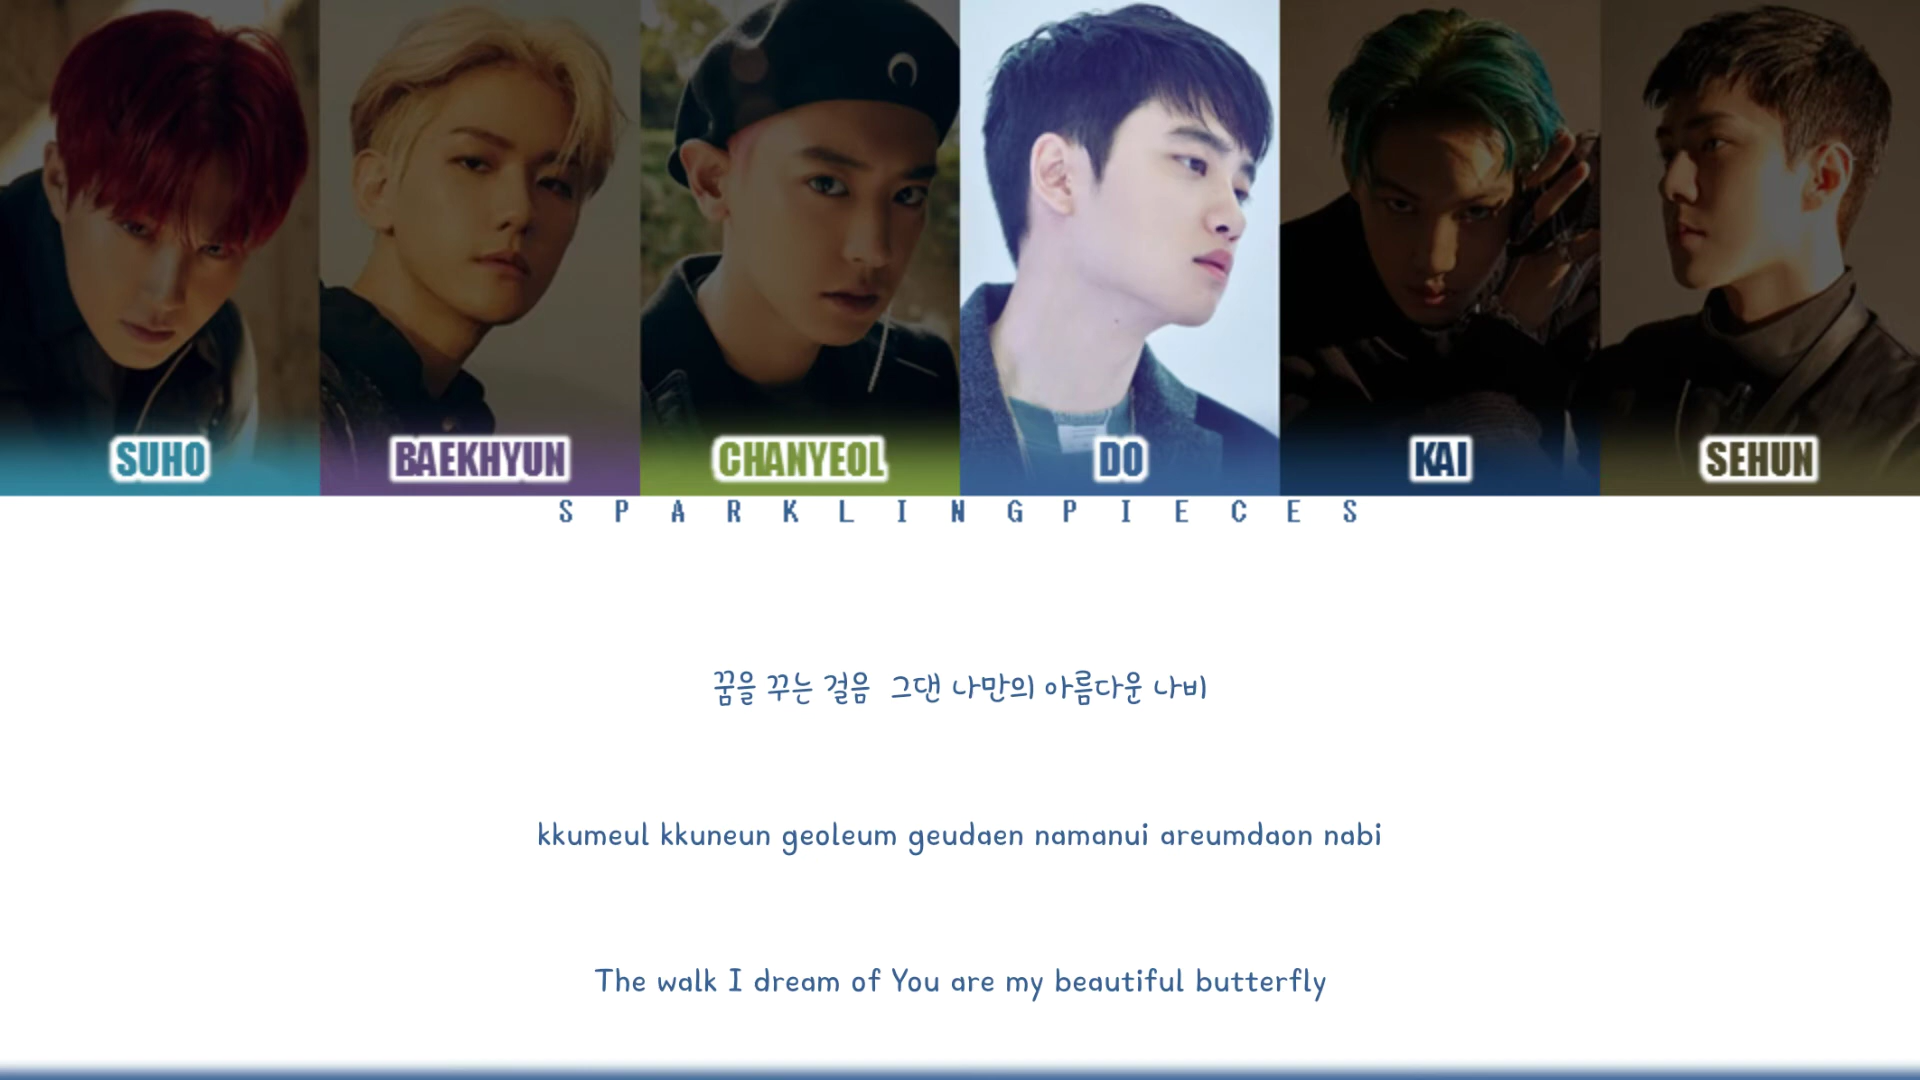 SUHO BAEKHYUN CHANYEOL DO KAI SEHUN
SPARKLINGPIECES
꿈을 꾸는 걸음 그댄 나만의 아름다운 나비
kkumeul kkuneun geoleum geudaen namanui areumdaon nabi
The walk I dream of You are my beautiful butterfly